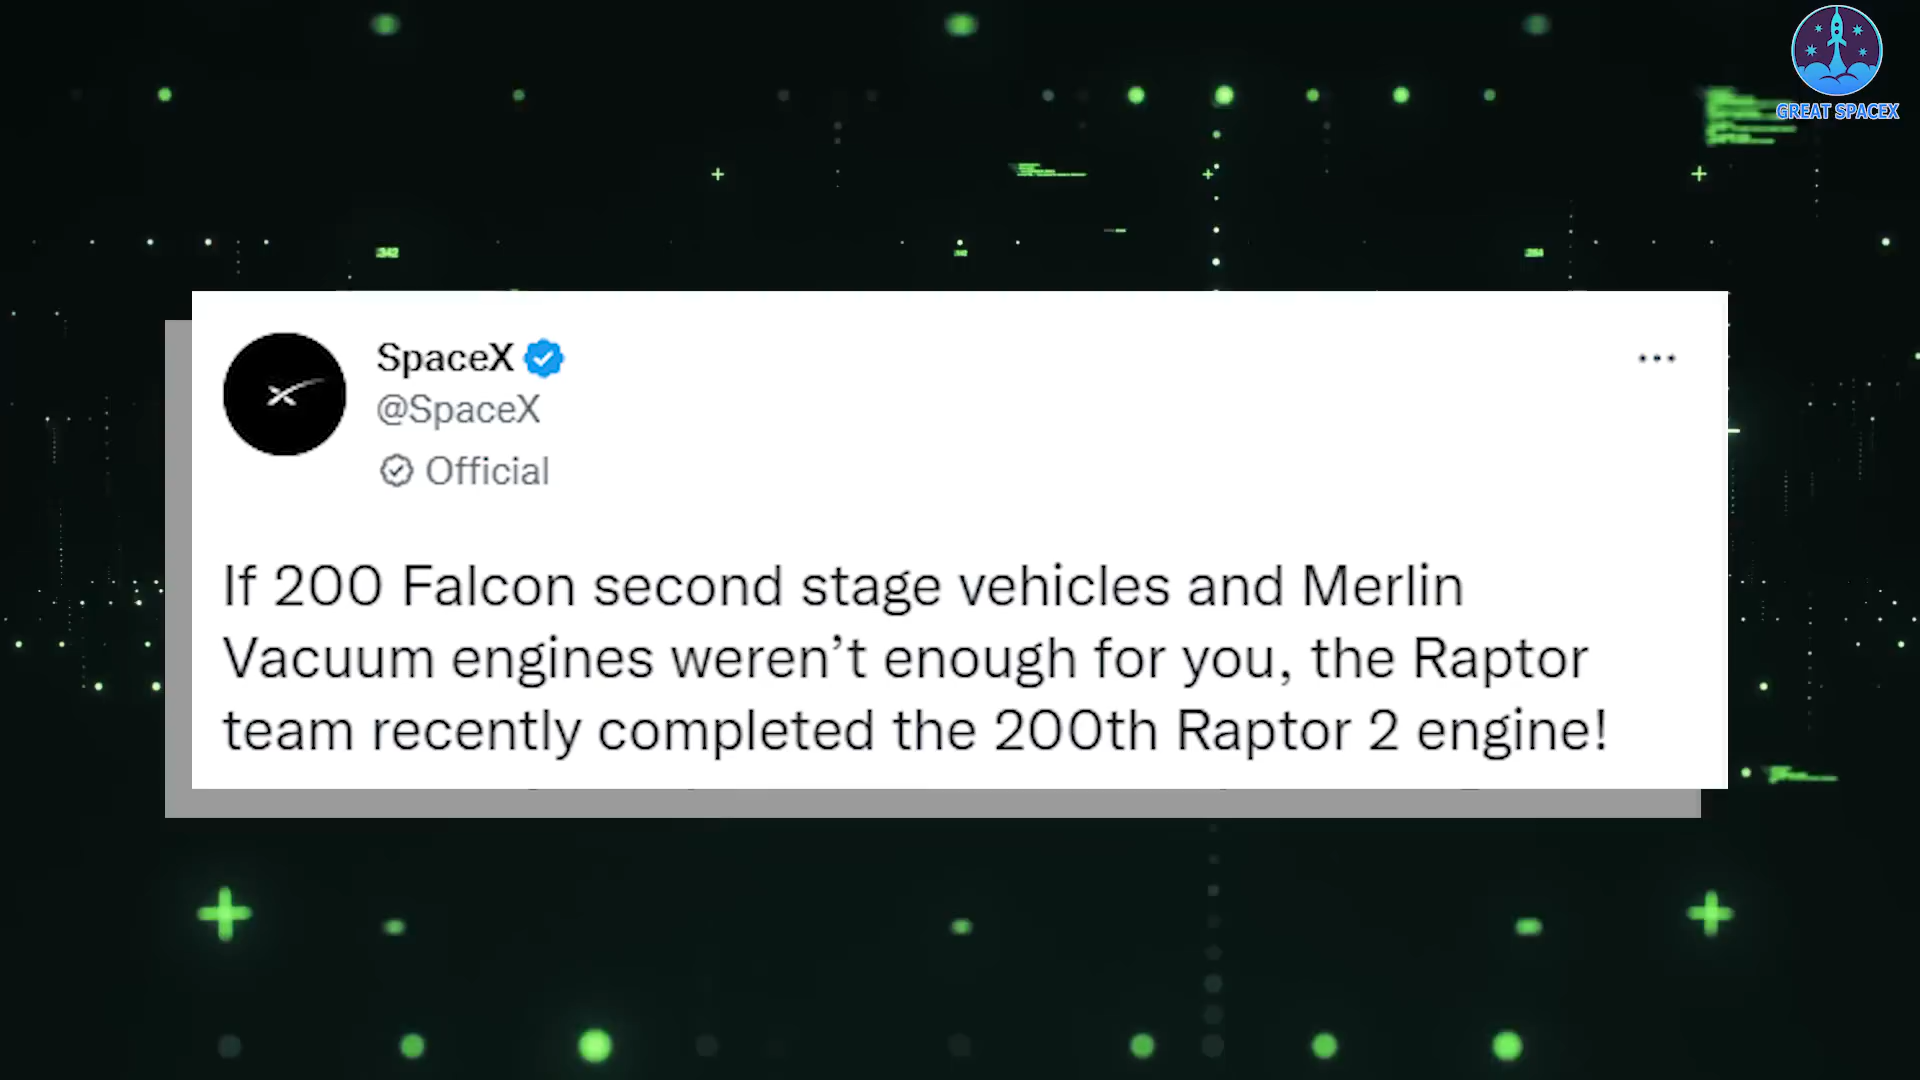 GREAT SPACEX
SpaceX
@SpaceX
Official
If 200 Falcon second stage vehicles and Merlin
Vacuum engines weren’t enough for you, the Raptor
team recently completed the 200th Raptor 2 engine!